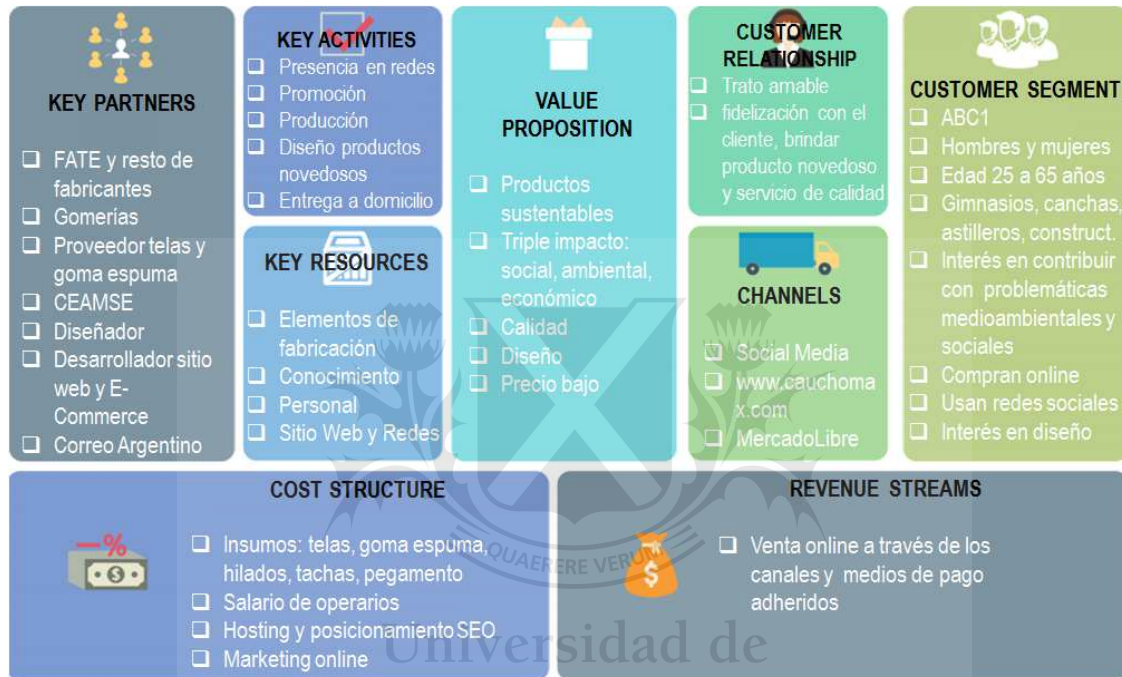 KEY PARTNERS
FATE y resto de
fabricantes
Gomerías
Proveedor telas y
goma espuma
CEAMSE
Diseñador
Desarrollador sitio
web y E-
Commerce
Correo Argentino
KEY ACTIVITIES
Presencia en redes
Promoción
Producción
Diseño productos
novedosos
Entrega a domicilio
KEY RESOURCES
Elementos de
fabricación
Conocimiento
Personal
Sitio Web y Redes
VALUE
PROPOSITION
Productos
sustentables
Triple impacto:
social, ambiental,
económico
Calidad
Diseño
Precio bajo
CUSTOMER
RELATIONSHIP
Trato amable
fidelización con el
cliente, brindar
producto novedoso
y servicio de calidad
CHANNELS
Social Media
www.cauchoma
x.com
MercadoLibre
CUSTOMER SEGMENT
ABC1
Hombres y mujeres
Edad 25 a 65 años
Gimnasios, canchas,
astilleros, construct.
Interés en contribuir
con problemáticas
medioambientales y
sociales
Compran online
Usan redes sociales
Interés en diseño
COST STRUCTURE
-%
$
Insumos: telas, goma espuma,
hilados, tachas, pegamento
Salario de operarios
Hosting y posicionamiento SEO
Marketing online
REVENUE STREAMS
$
Venta online a través de los
canales y medios de pago
adheridos
QUAERERE VERUM
Universidad de